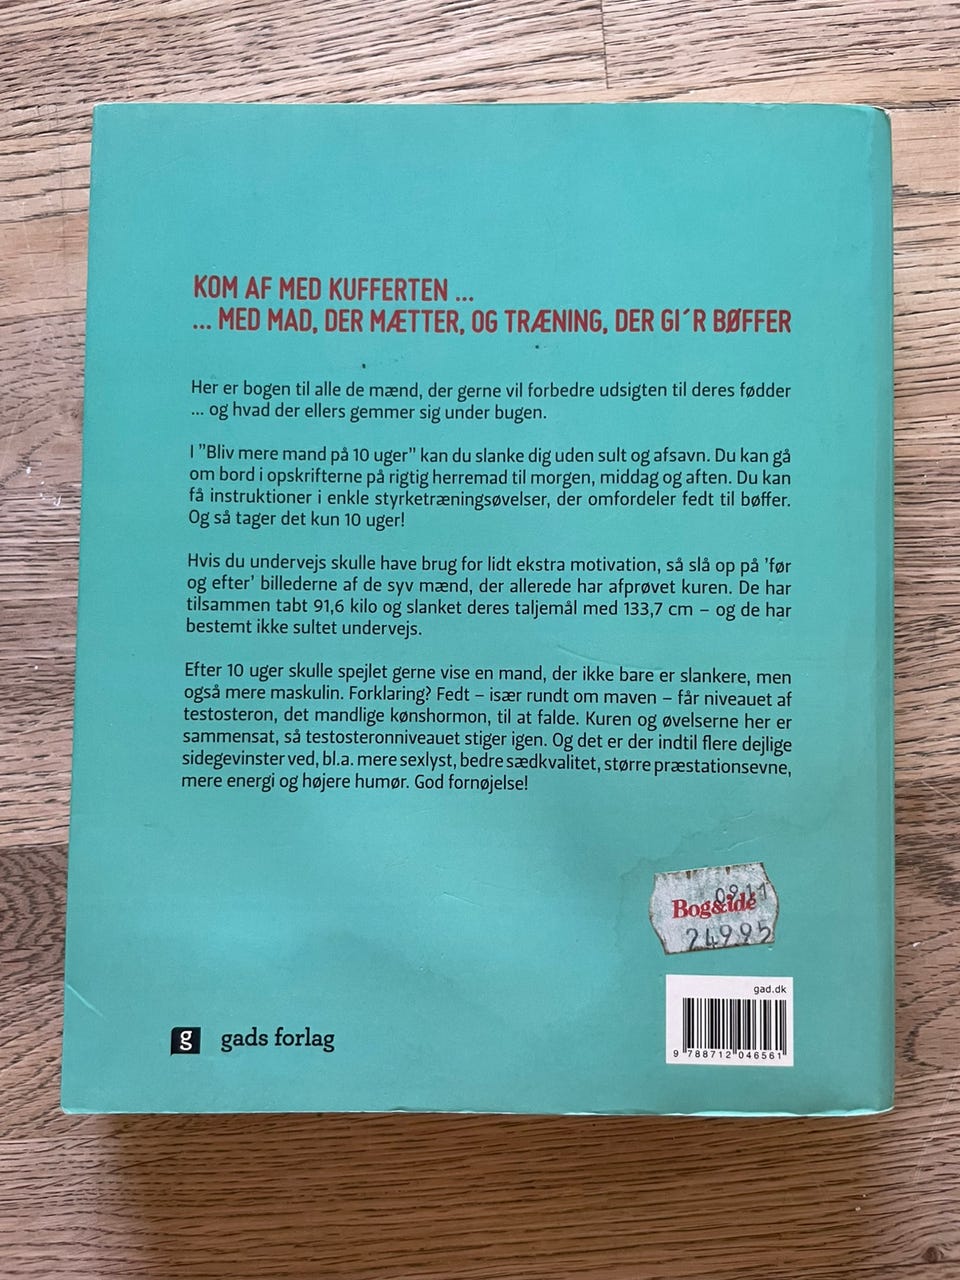 KOM AF MED KUFFERTEN ...
... MED MAD, DER MÆTTER, OG TRÆNING, DER GI´R BØFFER
Her er bogen til alle de mænd, der gerne vil forbedre udsigten til deres fødder
... og hvad der ellers gemmer sig under bugen.
I ”Bliv mere mand på 10 uger” kan du slanke dig uden sult og afsavn. Du kan gå
om bord i opskrifterne på rigtig herremad til morgen, middag og aften. Du kan
få instruktioner i enkle styrketræningsøvelser, der omfordeler fedt til bøffer.
Og så tager det kun 10 uger!
Hvis du undervejs skulle have brug for lidt ekstra motivation, så slå op på ’før
og efter’ billederne af de syv mænd, der allerede har afprøvet kuren. De har
tilsammen tabt 91,6 kilo og slanket deres taljemål med 133,7 cm – og de har
bestemt ikke sultet undervejs.
Efter 10 uger skulle spejlet gerne vise en mand, der ikke bare er slankere, men
også mere maskulin. Forklaring? Fedt – især rundt om maven – får niveauet af
testosteron, det mandlige kønshormon, til at falde. Kuren og øvelserne her er
sammensat, så testosteronniveauet stiger igen. Og det er der indtil flere dejlige
sidegevinster ved, bl.a. mere sexlyst, bedre sædkvalitet, større præstationsevne,
mere energi og højere humør. God fornøjelse!
09 11
Bog&idé
24995
gad.dk
9 788712 046561
g gads forlag